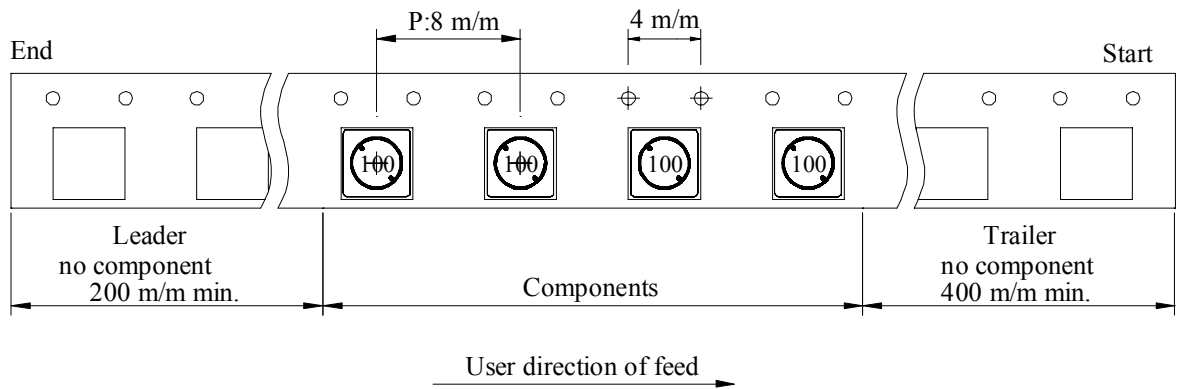 P:8 m/m
4 m/m
End
Start
100
100
100
100
Leader
no component
200 m/m min.
Components
Trailer
no component
400 m/m min.
User direction of feed